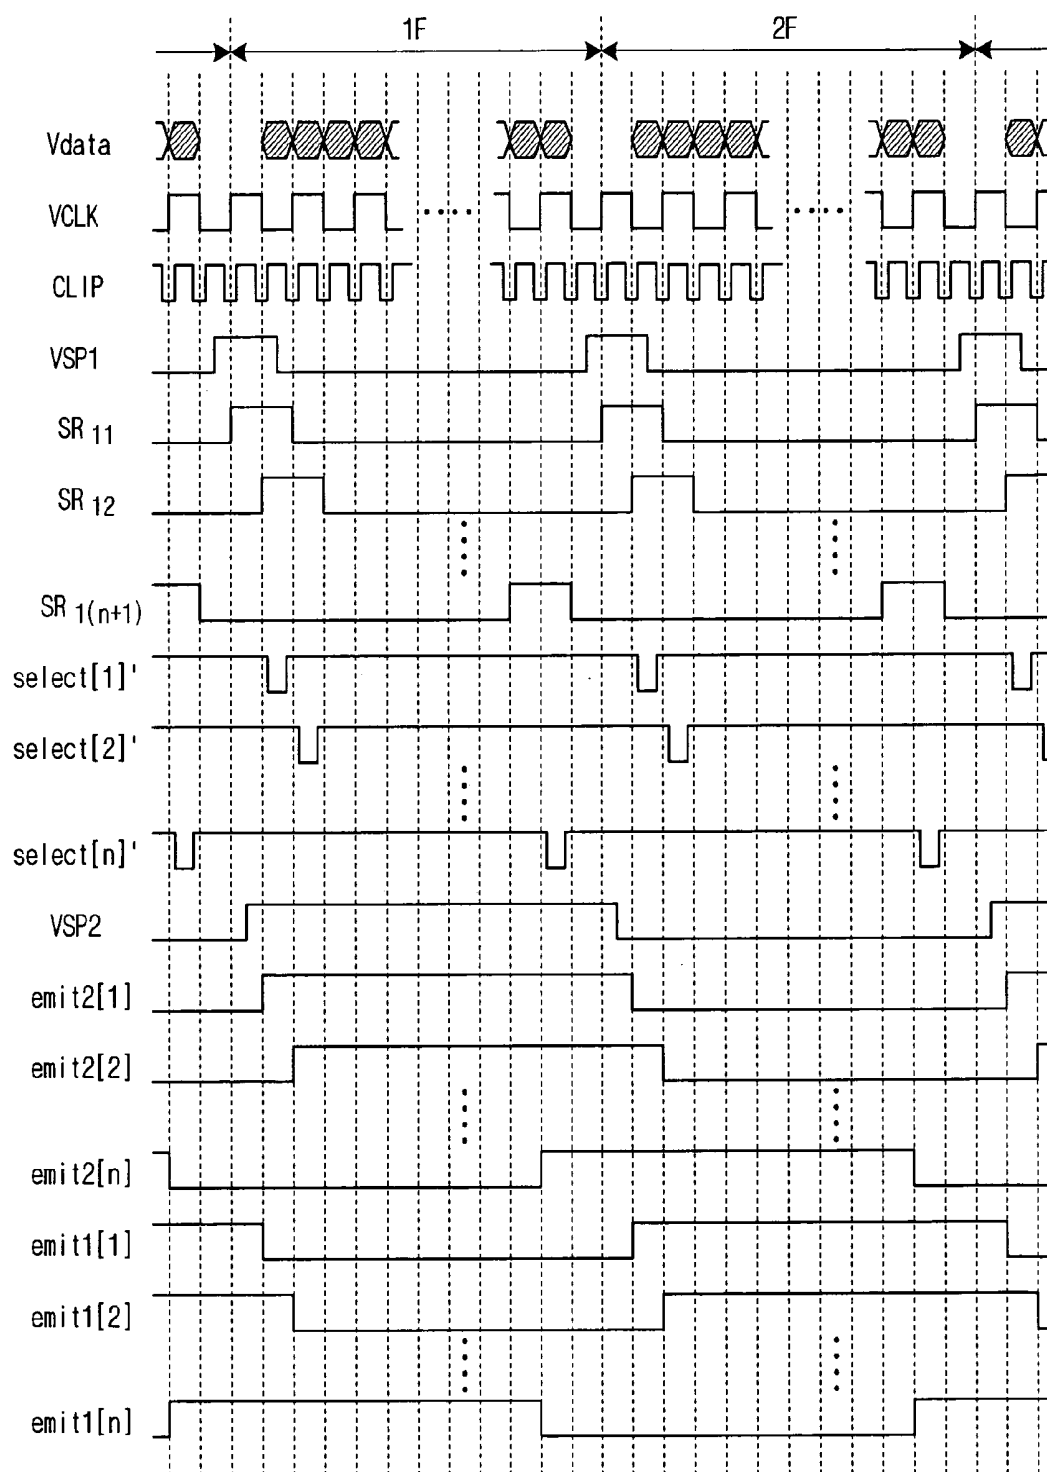 1F 2F
Vdata
VCLK
CLIP
VSP1
SR 11
SR 12
SR 1(n+1)
select[1]'
select[2]'
select[n]'
VSP2
emit2[1]
emit2[2]
emit2[n]
emit1[1]
emit1[2]
emit1[n]